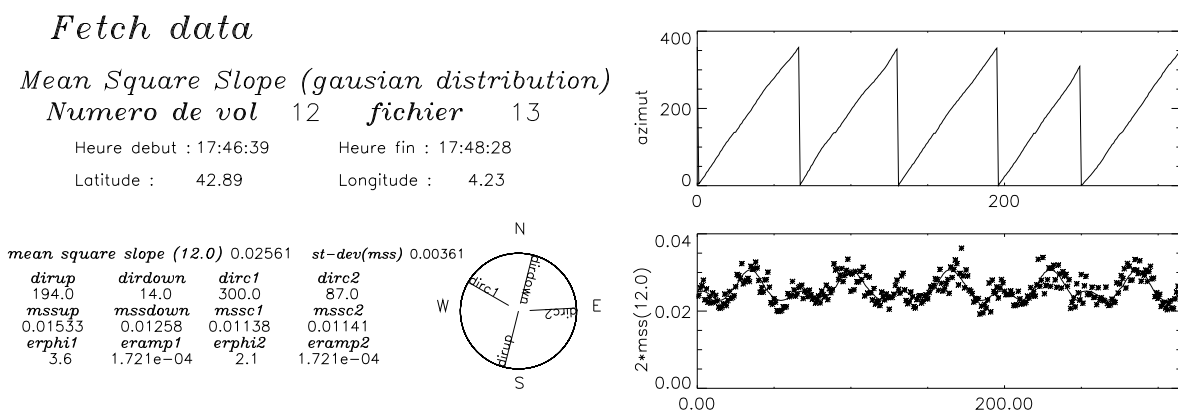 Fetch data
Mean Square Slope (gausian distribution)
Numero de vol 12 fichier 13
Heure debut : 17:46:39 Heure fin : 17:48:28
Latitude : 42.89 Longitude : 4.23
mean square slope (12.0) 0.02561 st-dev(mss) 0.00361
dirup dirdown dirc1 dirc2
194.0 14.0 300.0 87.0
mssup mssdown mssc1 mssc2
0.01533 0.01258 0.01138 0.01141
erphi1 eramp1 erphi2 eramp2
3.6 1.721e-04 2.1 1.721e-04
N
dirdown
dirc1
W
E
dirc2
dirup
S
400
200
0
azimut
0 200
0.04
0.02
0.00
2*mss(12.0)
0.00 200.00